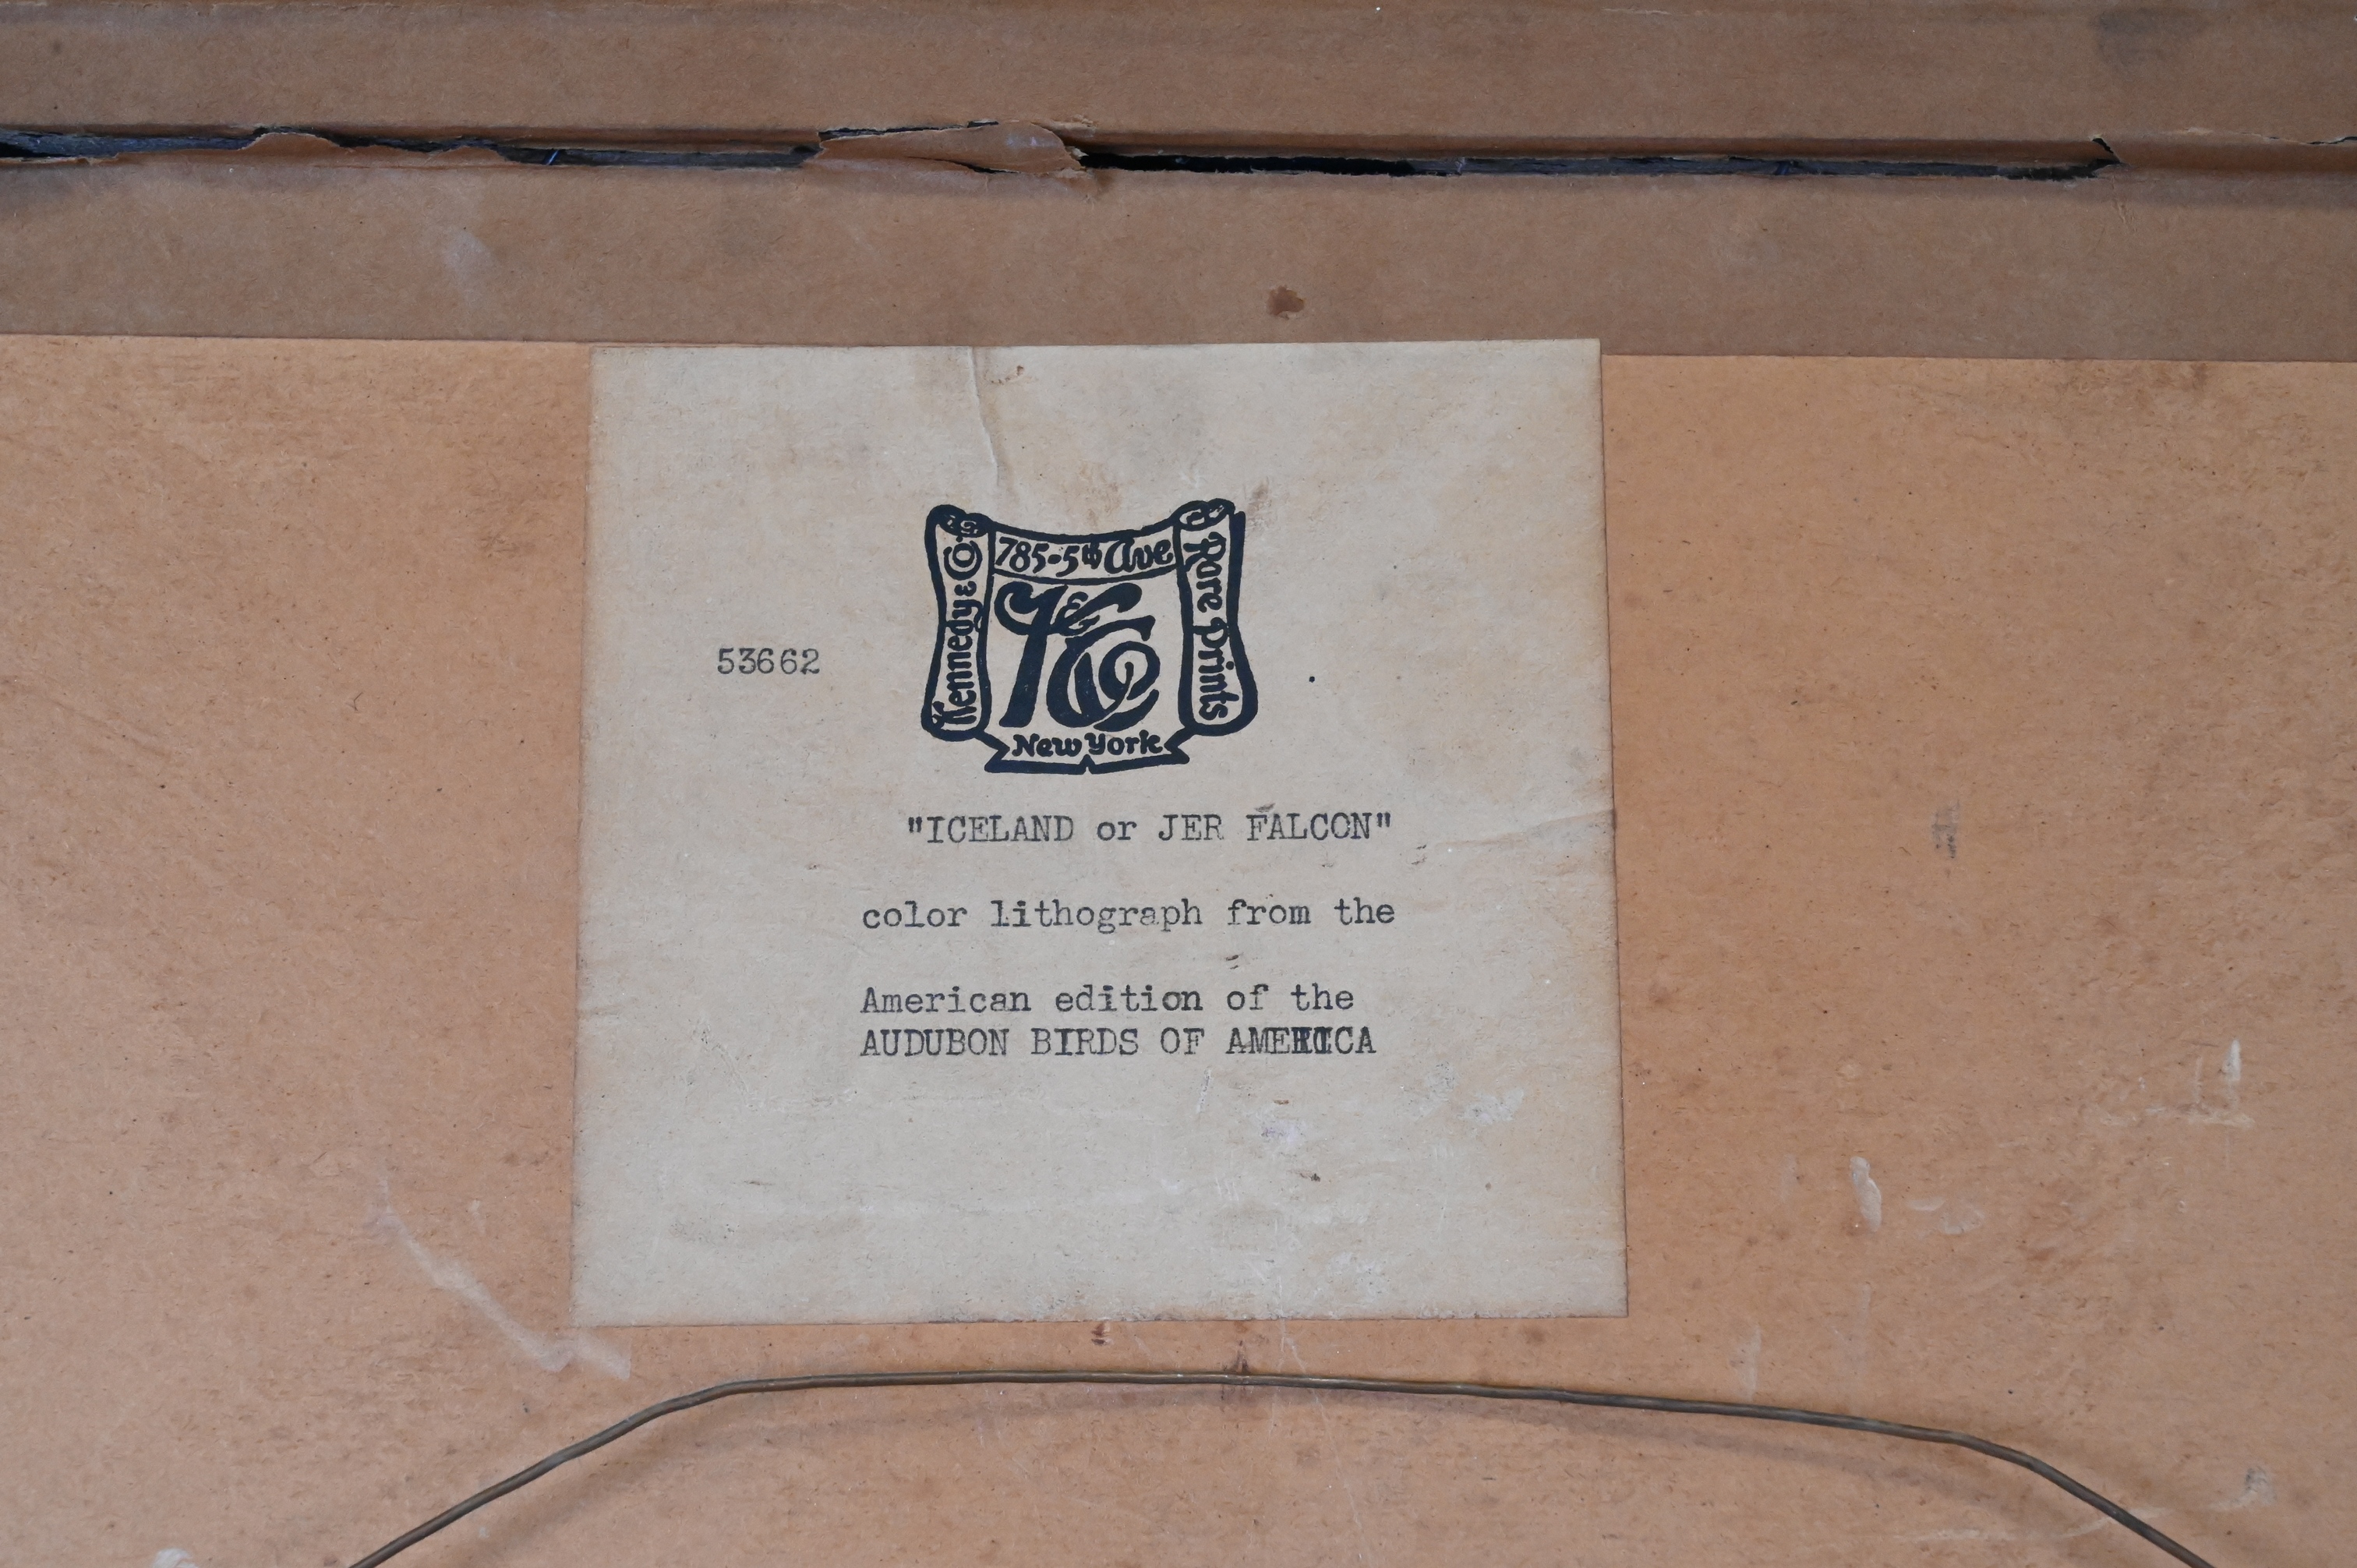 785-5th Ave
Kennedy & Co.
K & Co
Rare Prints
New York
53662
"ICELAND or JER FALCON"
color lithograph from the
American edition of the
AUDUBON BIRDS OF AMERICA